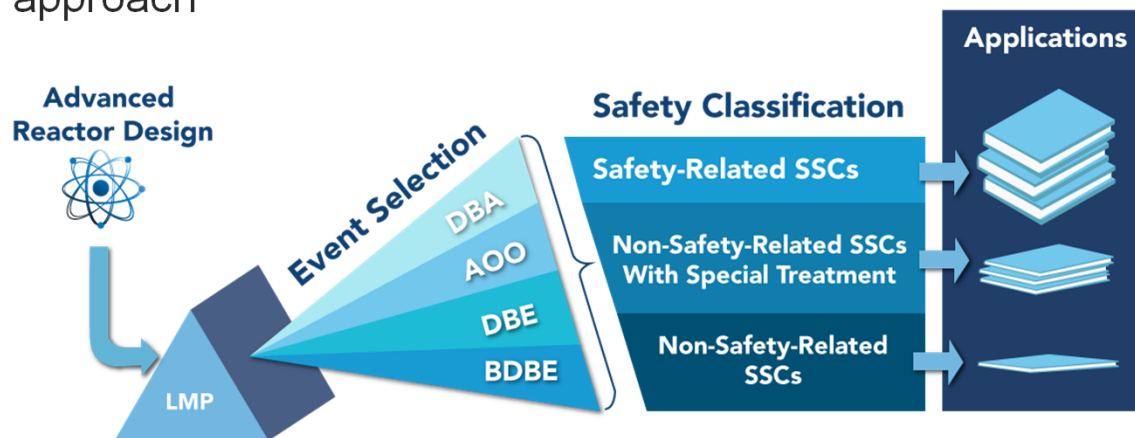 approach
Advanced
Reactor Design
LMP
Event Selection
DBA
AOO
DBE
BDBE
Safety Classification
Safety-Related SSCs
Non-Safety-Related SSCs
With Special Treatment
Non-Safety-Related
SSCs
Applications